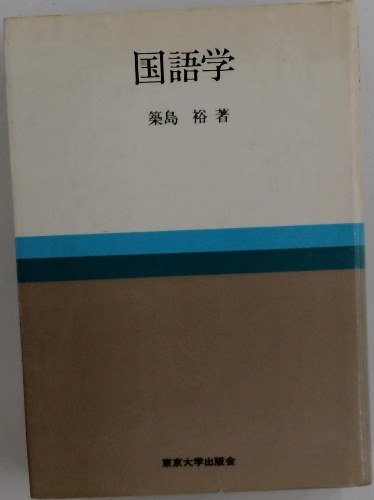 国語学
築島 裕 著
東京大学出版会